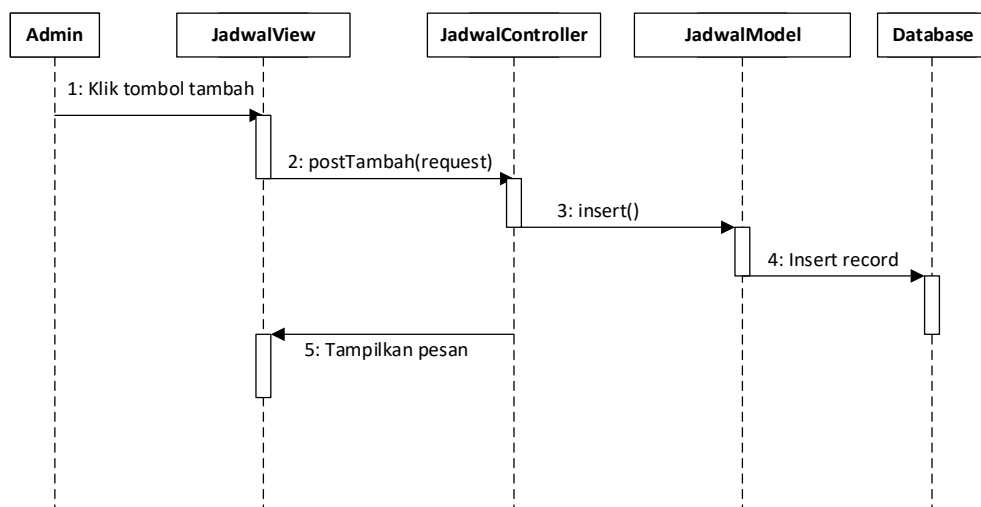 Admin
JadwalView
JadwalController
JadwalModel
Database
1: Klik tombol tambah
2: postTambah(request)
3: insert()
4: Insert record
5: Tampilkan pesan